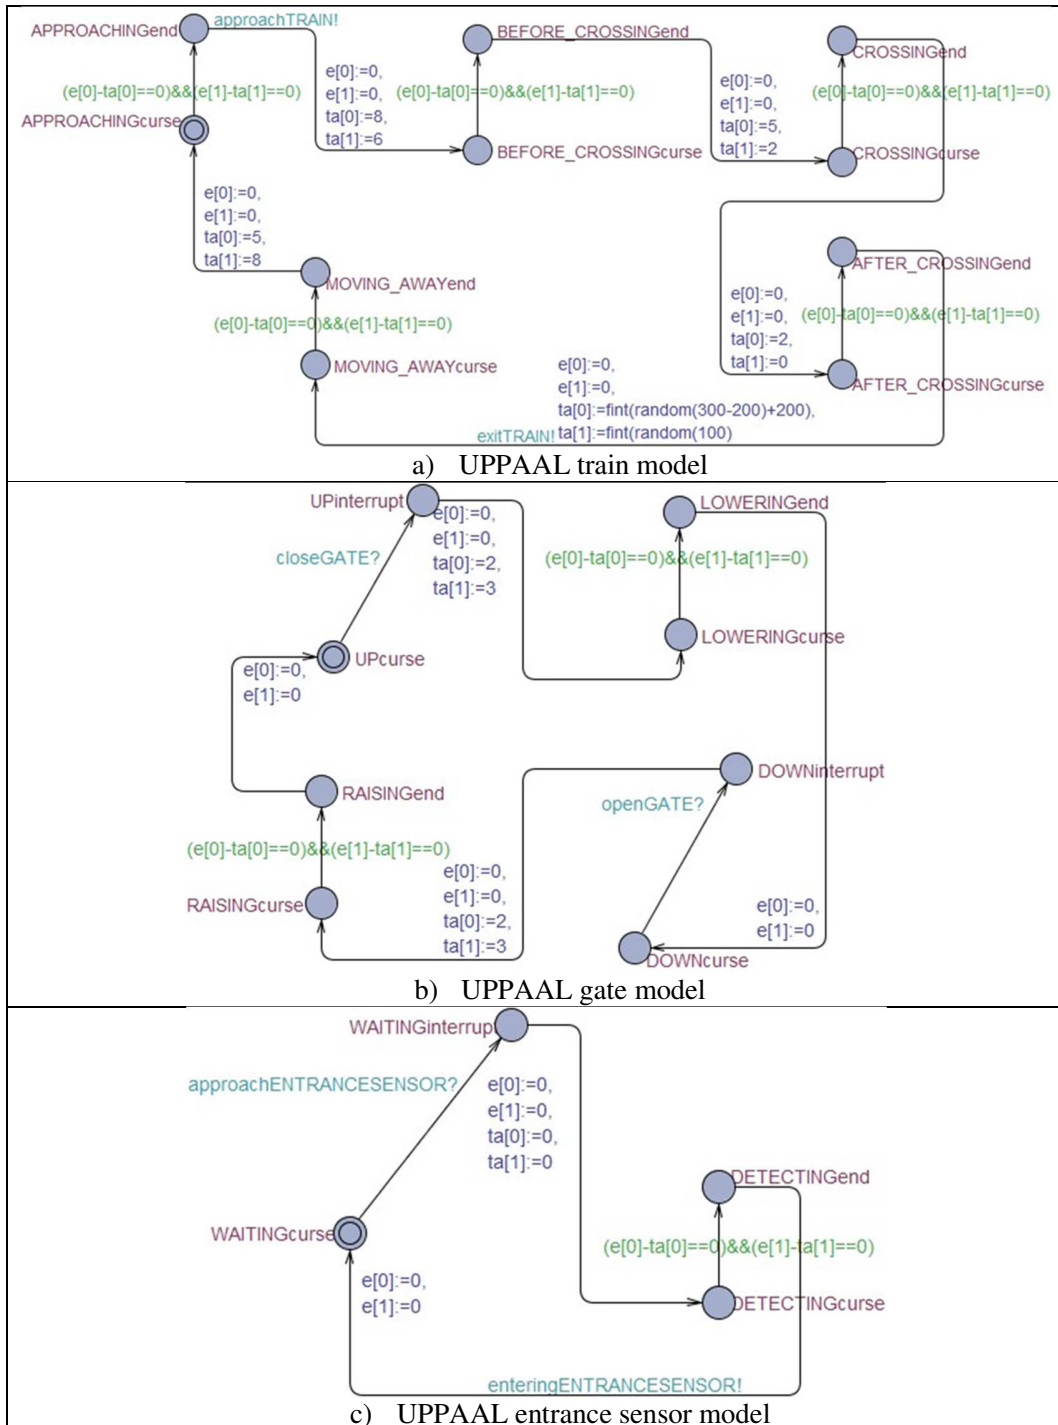 APPROACHINGend
approachTRAIN!
(e[0]-ta[0]==0)&&(e[1]-ta[1]==0)
APPROACHINGcurse
e[0]:=0,
e[1]:=0,
ta[0]:=8,
ta[1]:=6
BEFORE_CROSSINGend
(e[0]-ta[0]==0)&&(e[1]-ta[1]==0)
BEFORE_CROSSINGcurse
e[0]:=0,
e[1]:=0,
ta[0]:=5,
ta[1]:=2
CROSSINGend
(e[0]-ta[0]==0)&&(e[1]-ta[1]==0)
CROSSINGcurse
e[0]:=0,
e[1]:=0,
ta[0]:=5,
ta[1]:=8
MOVING_AWAYend
(e[0]-ta[0]==0)&&(e[1]-ta[1]==0)
MOVING_AWAYcurse
AFTER_CROSSINGend
e[0]:=0,
e[1]:=0,
ta[0]:=2,
ta[1]:=0
(e[0]-ta[0]==0)&&(e[1]-ta[1]==0)
AFTER_CROSSINGcurse
e[0]:=0,
e[1]:=0,
ta[0]:=fint(random(300-200)+200),
ta[1]:=fint(random(100)
exitTRAIN!
a) UPPAAL train model
UPinterrupt
e[0]:=0,
e[1]:=0,
ta[0]:=2,
ta[1]:=3
closeGATE?
UPcurse
e[0]:=0,
e[1]:=0
LOWERINGend
(e[0]-ta[0]==0)&&(e[1]-ta[1]==0)
LOWERINGcurse
RAISINGend
(e[0]-ta[0]==0)&&(e[1]-ta[1]==0)
RAISINGcurse
e[0]:=0,
e[1]:=0,
ta[0]:=2,
ta[1]:=3
DOWNinterrupt
openGATE?
e[0]:=0,
e[1]:=0
DOWNcurse
b) UPPAAL gate model
WAITINGinterrupt
approachENTRANCESENSOR?
e[0]:=0,
e[1]:=0,
ta[0]:=0,
ta[1]:=0
WAITINGcurse
e[0]:=0,
e[1]:=0
DETECTINGend
(e[0]-ta[0]==0)&&(e[1]-ta[1]==0)
DETECTINGcurse
enteringENTRANCESENSOR!
c) UPPAAL entrance sensor model